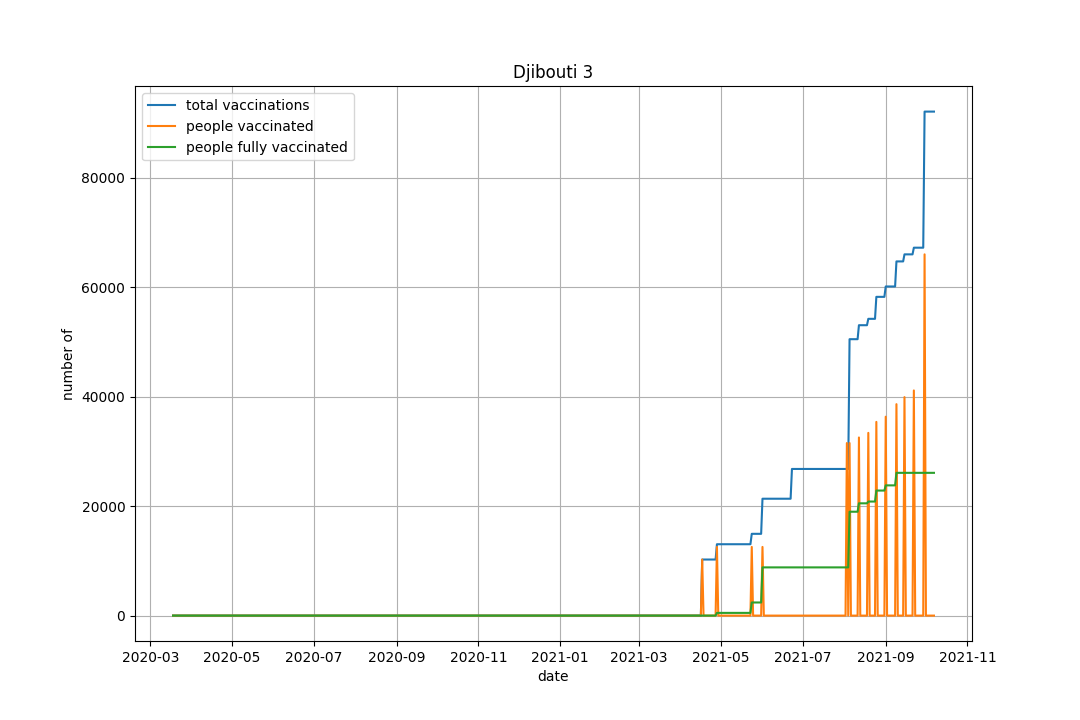 Djibouti 3
total vaccinations
people vaccinated
people fully vaccinated
number of
80000
60000
40000
20000
0
2020-03 2020-05 2020-07 2020-09 2020-11 2021-01 2021-03 2021-05 2021-07 2021-09 2021-11
date